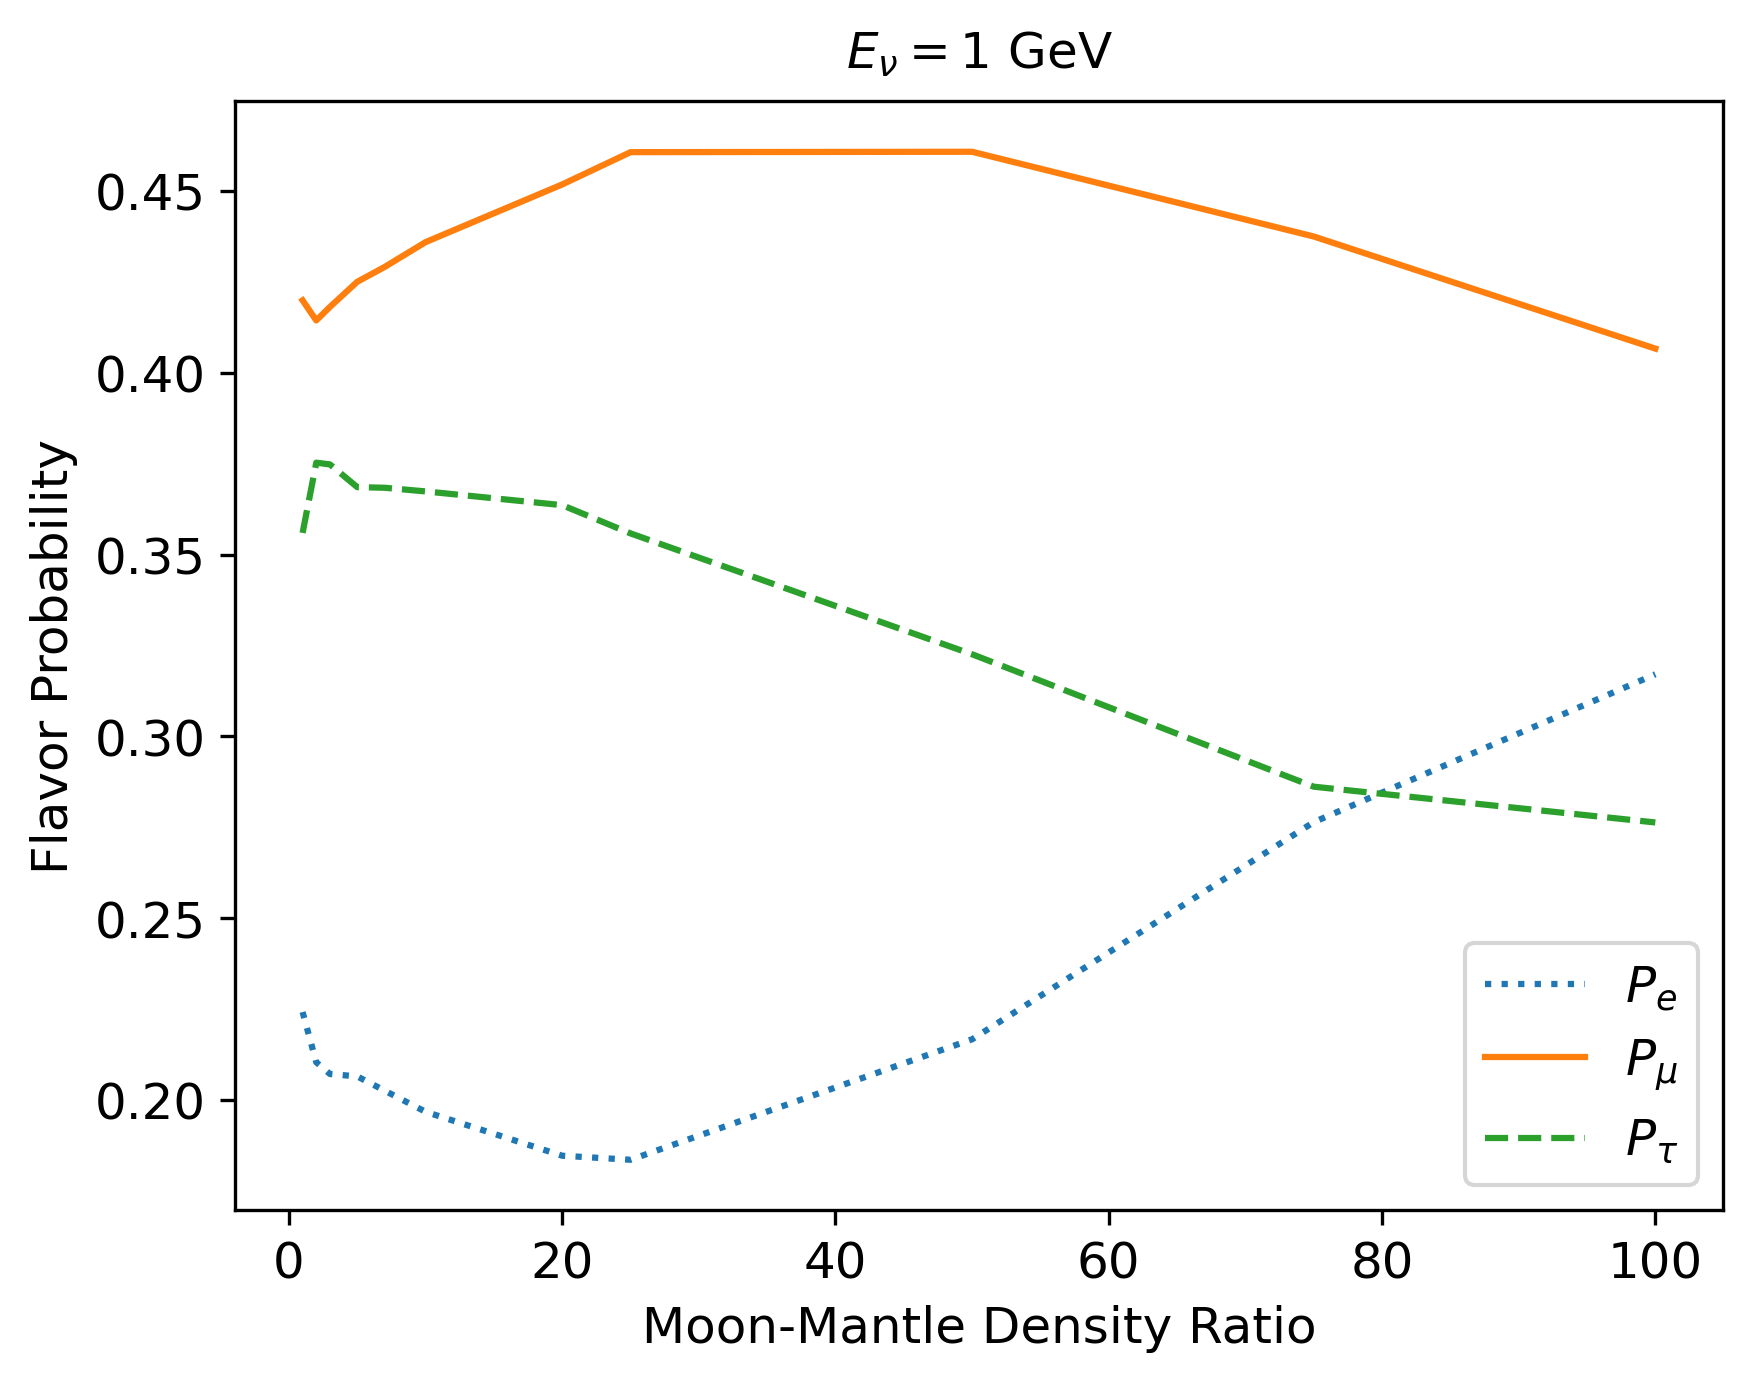 E_ν = 1 GeV
Flavor Probability
0.45
0.40
0.35
0.30
0.25
0.20
P_e
P_μ
P_τ
0 20 40 60 80 100
Moon-Mantle Density Ratio